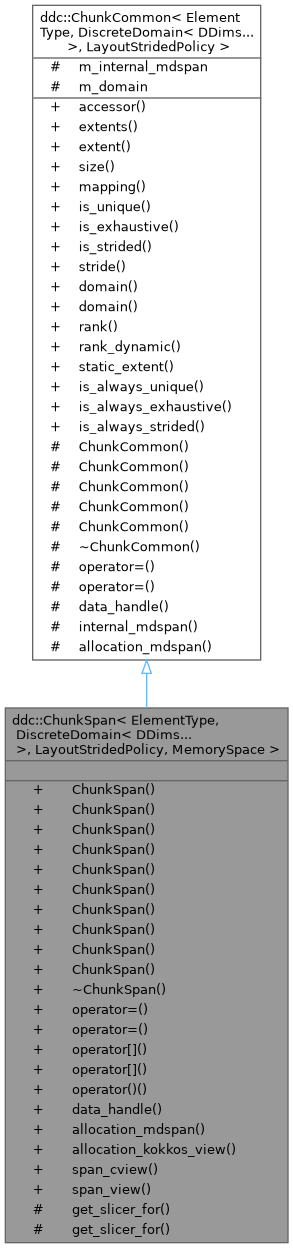 ddc::ChunkCommon< Element
Type, DiscreteDomain< DDims...
>, LayoutStridedPolicy >
# m_internal_mdspan
# m_domain
+ accessor()
+ extents()
+ extent()
+ size()
+ mapping()
+ is_unique()
+ is_exhaustive()
+ is_strided()
+ stride()
+ domain()
+ domain()
+ rank()
+ rank_dynamic()
+ static_extent()
+ is_always_unique()
+ is_always_exhaustive()
+ is_always_strided()
# ChunkCommon()
# ChunkCommon()
# ChunkCommon()
# ChunkCommon()
# ChunkCommon()
# ~ChunkCommon()
# operator=()
# operator=()
# data_handle()
# internal_mdspan()
# allocation_mdspan()
ddc::ChunkSpan< ElementType,
DiscreteDomain< DDims...
>, LayoutStridedPolicy, MemorySpace >
+ ChunkSpan()
+ ChunkSpan()
+ ChunkSpan()
+ ChunkSpan()
+ ChunkSpan()
+ ChunkSpan()
+ ChunkSpan()
+ ChunkSpan()
+ ChunkSpan()
+ ChunkSpan()
+ ~ChunkSpan()
+ operator=()
+ operator=()
+ operator[]()
+ operator[]()
+ operator()()
+ data_handle()
+ allocation_mdspan()
+ allocation_kokkos_view()
+ span_cview()
+ span_view()
# get_slicer_for()
# get_slicer_for()